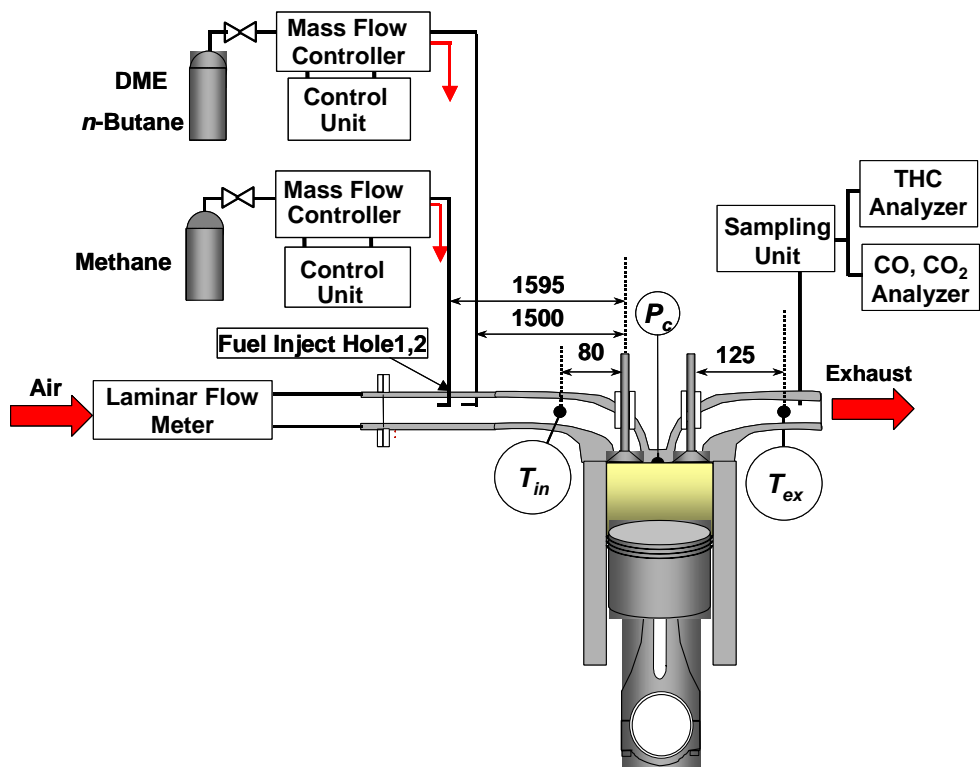 Mass Flow
Controller
DME
n-Butane
Control
Unit
Mass Flow
Controller
Methane
Control
Unit
THC
Analyzer
Sampling
Unit
CO, CO₂
Analyzer
1595
1500
Pc
Fuel Inject Hole1,2
80
125
Air
Laminar Flow
Meter
Exhaust
Tin
Tex